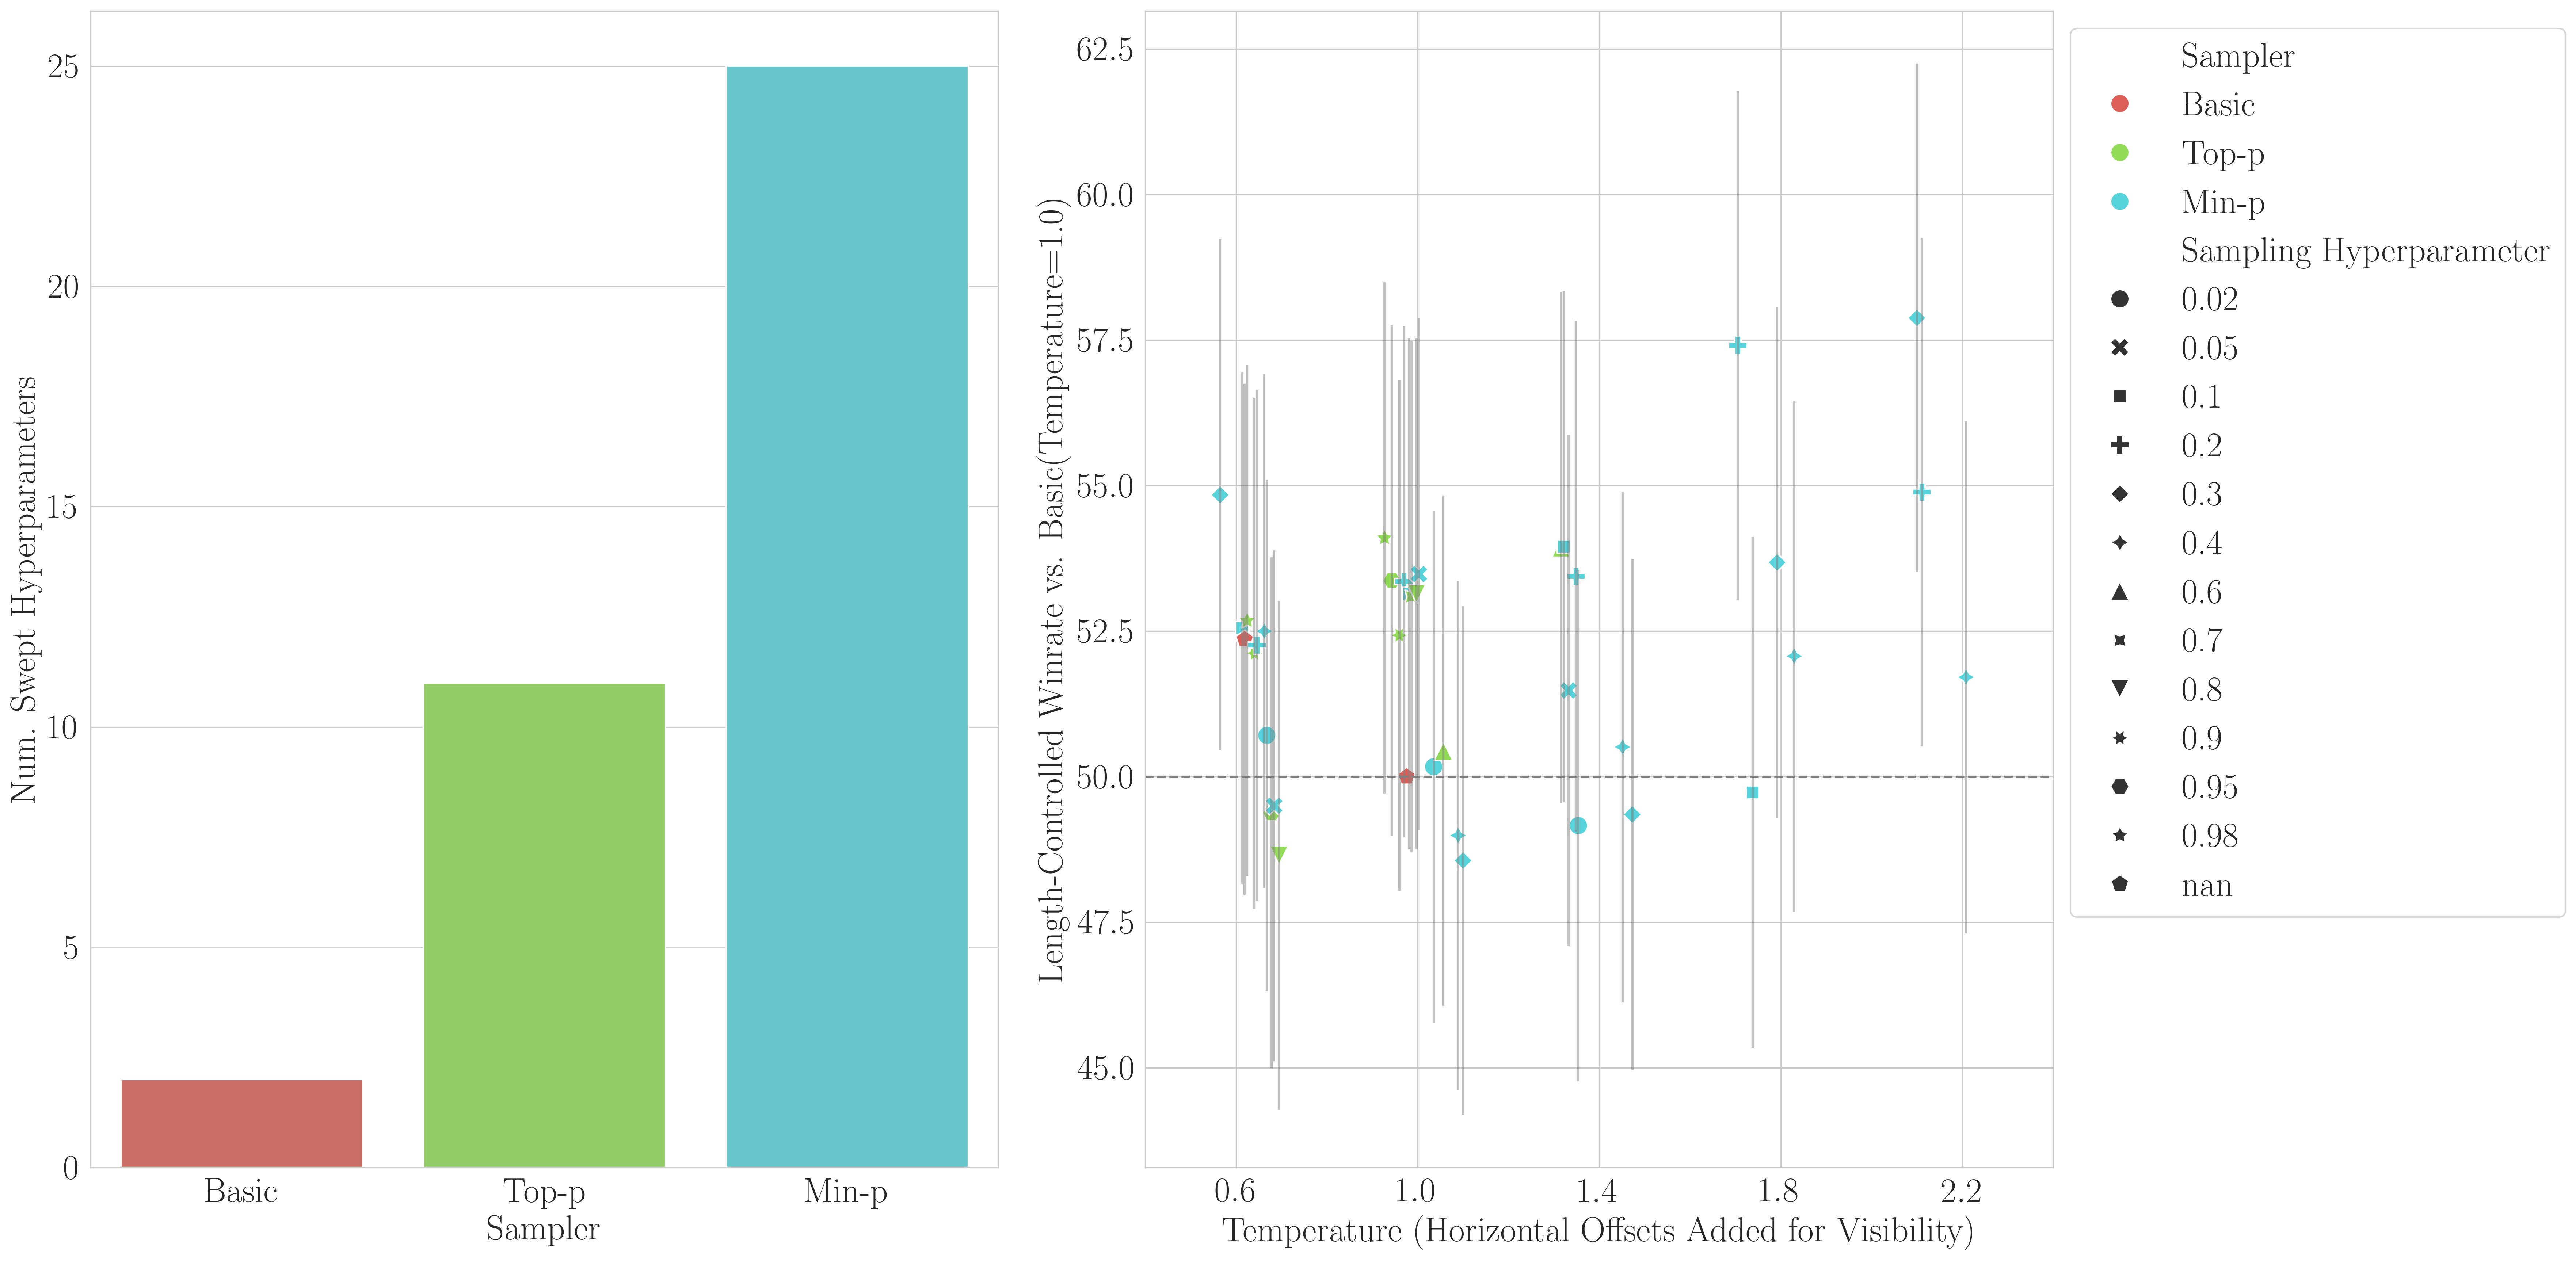 Num. Swept Hyperparameters
25
20
15
10
5
0
Basic
Top-p
Min-p
Sampler
Length-Controlled Winrate vs. Basic(Temperature=1.0)
62.5
60.0
57.5
55.0
52.5
50.0
47.5
45.0
0.6
1.0
1.4
1.8
2.2
Temperature (Horizontal Offsets Added for Visibility)
Sampler
Basic
Top-p
Min-p
Sampling Hyperparameter
0.02
0.05
0.1
0.2
0.3
0.4
0.6
0.7
0.8
0.9
0.95
0.98
nan